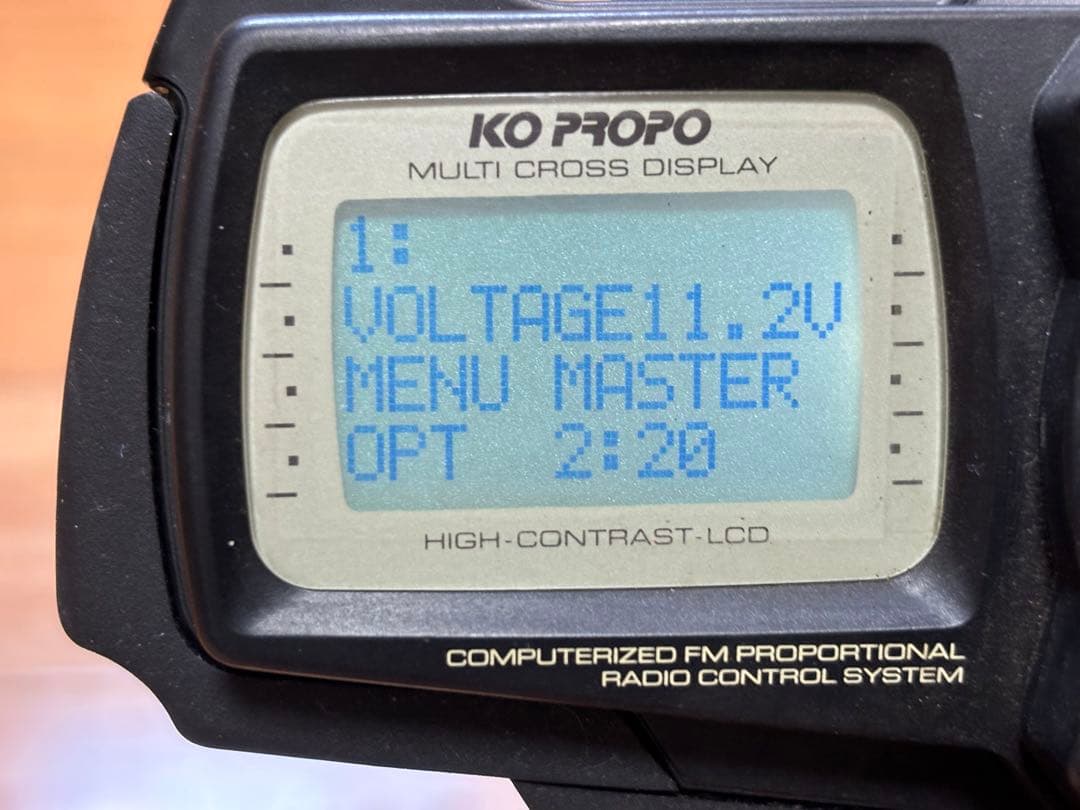 KO PROPO
MULTI CROSS DISPLAY
1:
VOLTAGE11.2V
MENU MASTER
OPT 2:20
HIGH-CONTRAST-LCD
COMPUTERIZED FM PROPORTIONAL
RADIO CONTROL SYSTEM